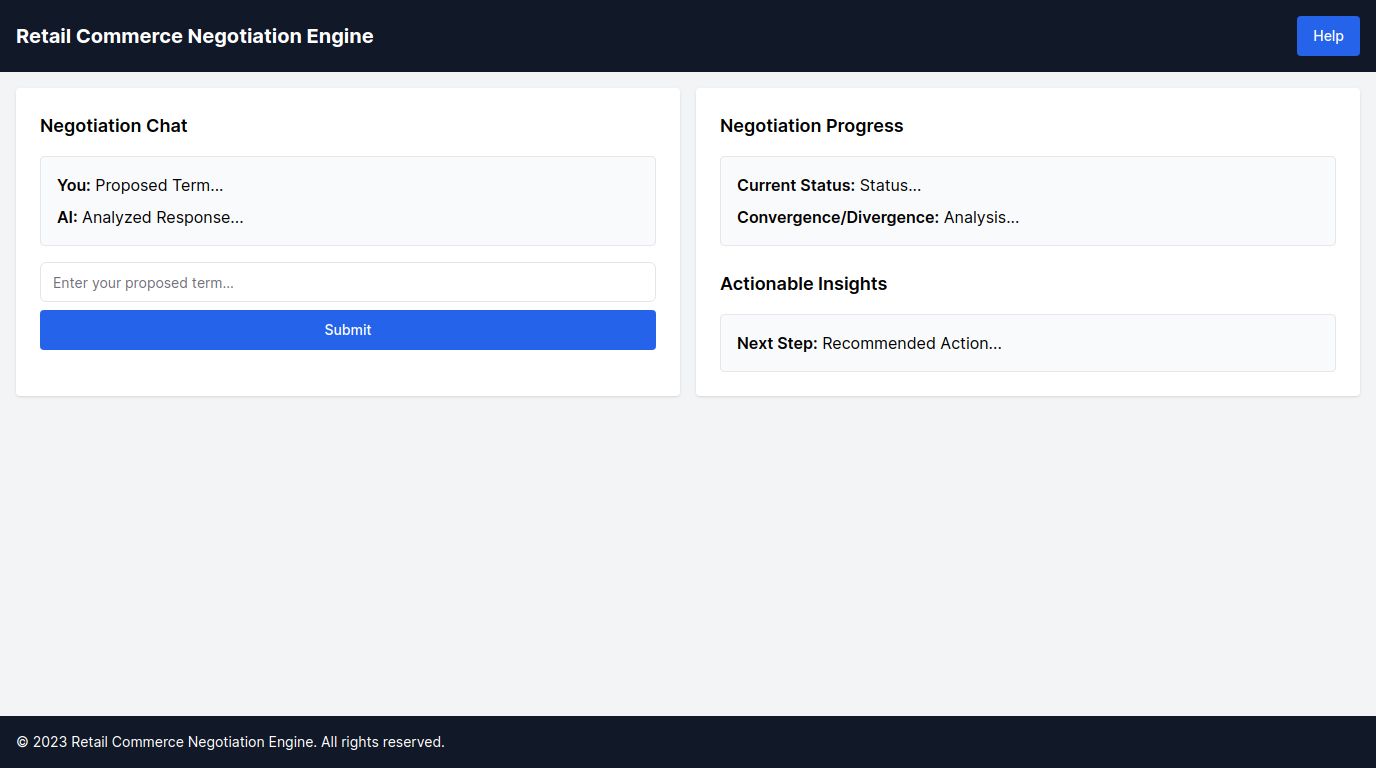 Retail Commerce Negotiation Engine
Help
Negotiation Chat
You: Proposed Term...
AI: Analyzed Response...
Enter your proposed term...
Submit
Negotiation Progress
Current Status: Status...
Convergence/Divergence: Analysis...
Actionable Insights
Next Step: Recommended Action...
© 2023 Retail Commerce Negotiation Engine. All rights reserved.